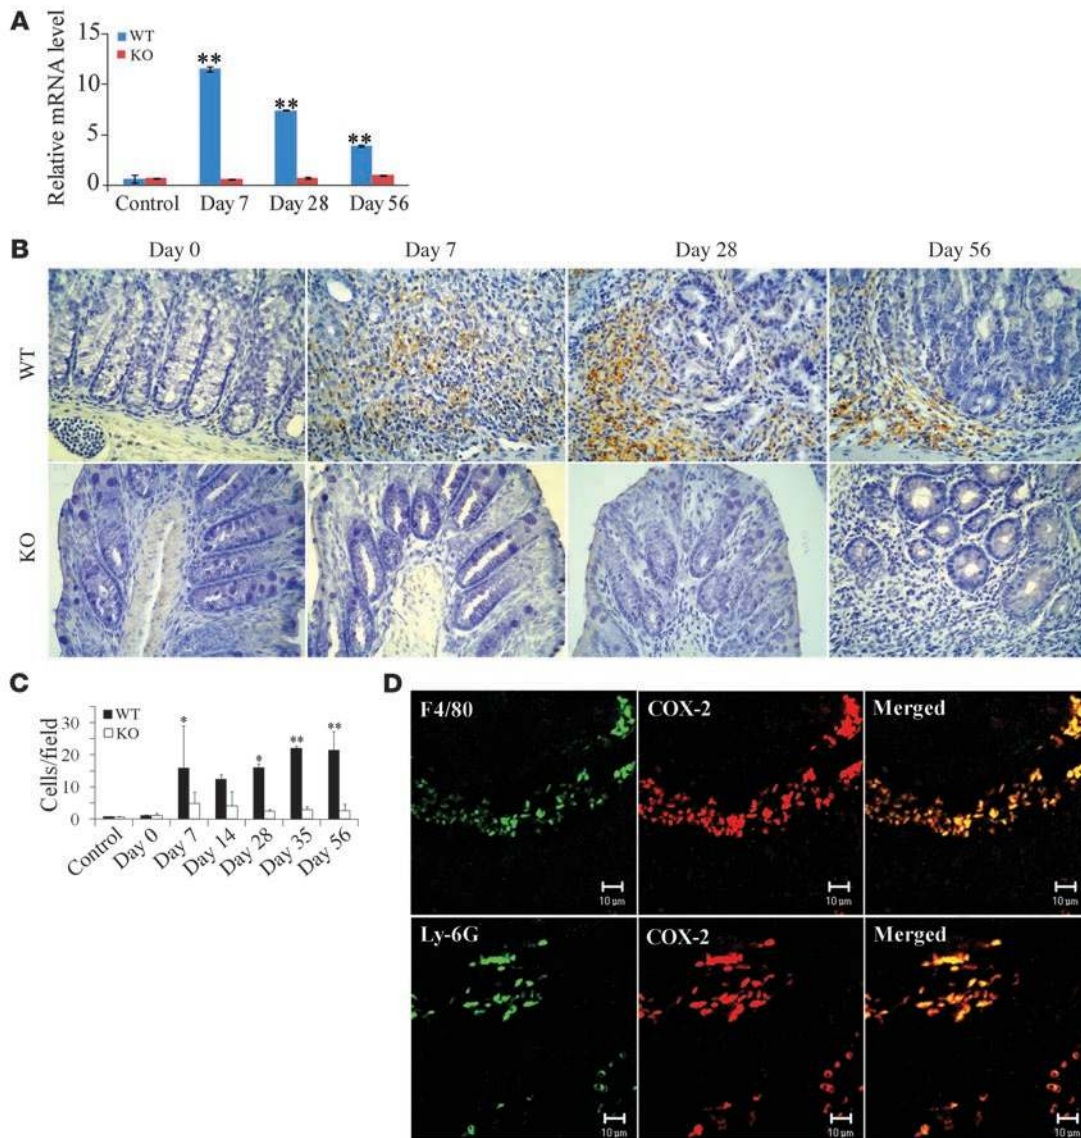 A
Relative mRNA level
15
10
5
0
WT
KO
**
**
**
Control Day 7 Day 28 Day 56
B
Day 0 Day 7 Day 28 Day 56
WT
KO
C
Cells/field
30
20
10
0
WT
KO
*
*
**
**
Control Day 0 Day 7 Day 14 Day 28 Day 35 Day 56
D
F4/80 COX-2 Merged
10 μm 10 μm 10 μm
Ly-6G COX-2 Merged
10 μm 10 μm 10 μm